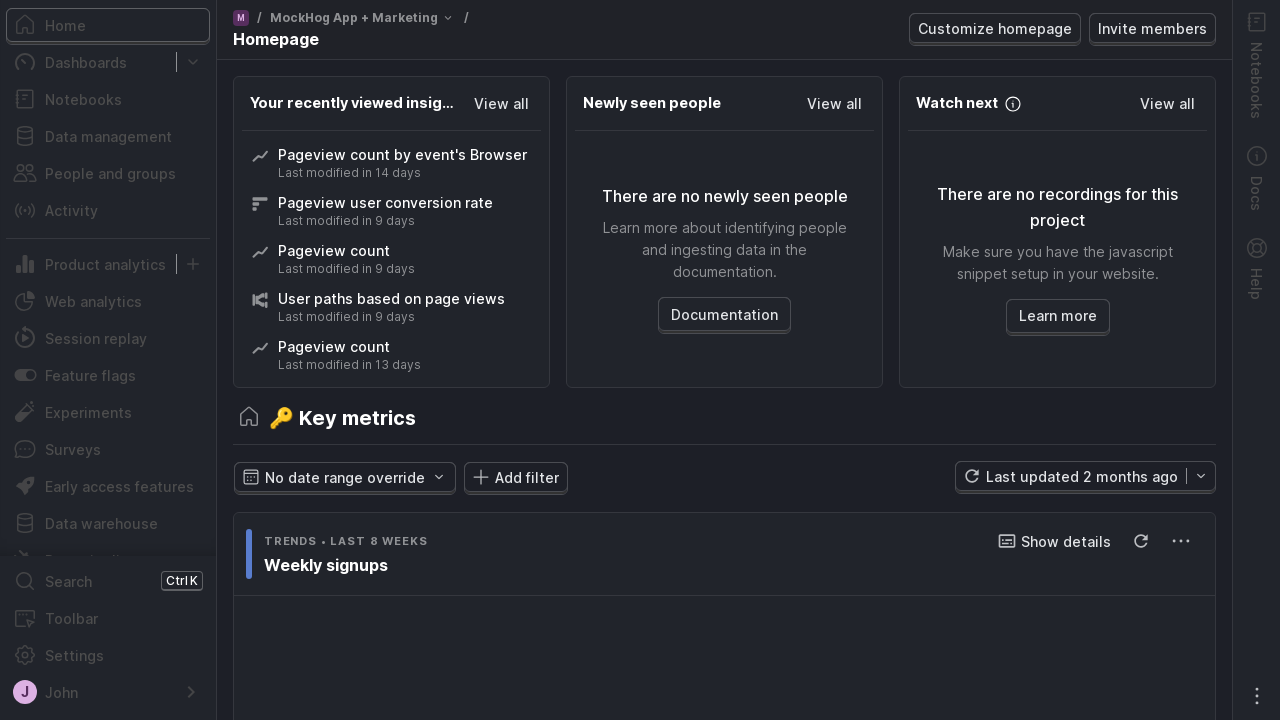 Home
Dashboards
Notebooks
Data management
People and groups
Activity
Product analytics
Web analytics
Session replay
Feature flags
Experiments
Surveys
Early access features
Data warehouse
Search Ctrl K
Toolbar
Settings
J John
M / MockHog App + Marketing /
Homepage
Customize homepage
Invite members
Your recently viewed insig... View all
Pageview count by event's Browser
Last modified in 14 days
Pageview user conversion rate
Last modified in 9 days
Pageview count
Last modified in 9 days
User paths based on page views
Last modified in 9 days
Pageview count
Last modified in 13 days
Newly seen people View all
There are no newly seen people
Learn more about identifying people
and ingesting data in the
documentation.
Documentation
Watch next View all
There are no recordings for this
project
Make sure you have the javascript
snippet setup in your website.
Learn more
🔑 Key metrics
No date range override
Add filter
Last updated 2 months ago
TRENDS • LAST 8 WEEKS
Weekly signups
Show details
Notebooks
Docs
Help